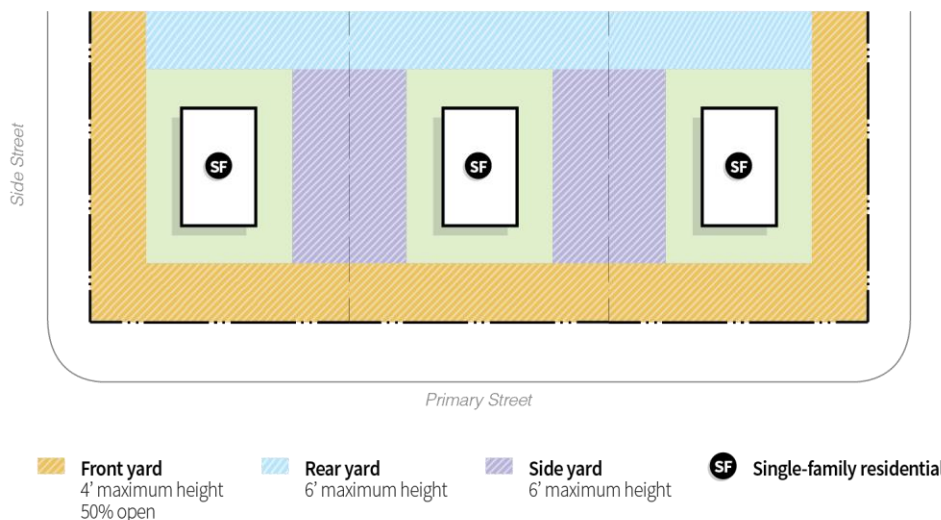 Side Street
SF
SF
SF
Primary Street
Front yard
4’ maximum height
50% open
Rear yard
6’ maximum height
Side yard
6’ maximum height
SF
Single-family residential